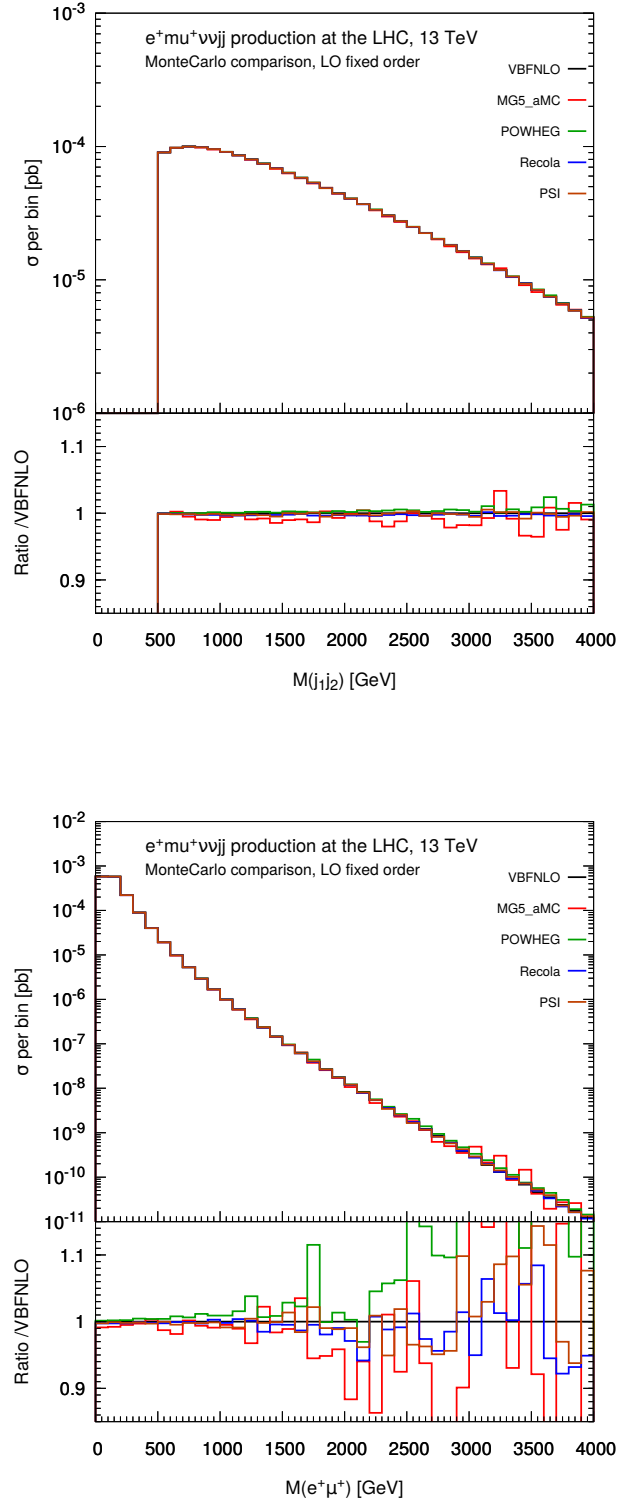 10⁻³
e⁺mu⁺ννjj production at the LHC, 13 TeV
MonteCarlo comparison, LO fixed order
VBFNLO
MG5_aMC
POWHEG
Recola
PSI
10⁻⁴
σ per bin [pb]
10⁻⁵
10⁻⁶
1.1
1
0.9
Ratio /VBFNLO
0 500 1000 1500 2000 2500 3000 3500 4000
M(j₁j₂) [GeV]
10⁻²
e⁺mu⁺ννjj production at the LHC, 13 TeV
MonteCarlo comparison, LO fixed order
VBFNLO
MG5_aMC
POWHEG
Recola
PSI
10⁻³
10⁻⁴
10⁻⁵
10⁻⁶
σ per bin [pb]
10⁻⁷
10⁻⁸
10⁻⁹
10⁻¹⁰
10⁻¹¹
1.1
1
0.9
Ratio /VBFNLO
0 500 1000 1500 2000 2500 3000 3500 4000
M(e⁺μ⁺) [GeV]